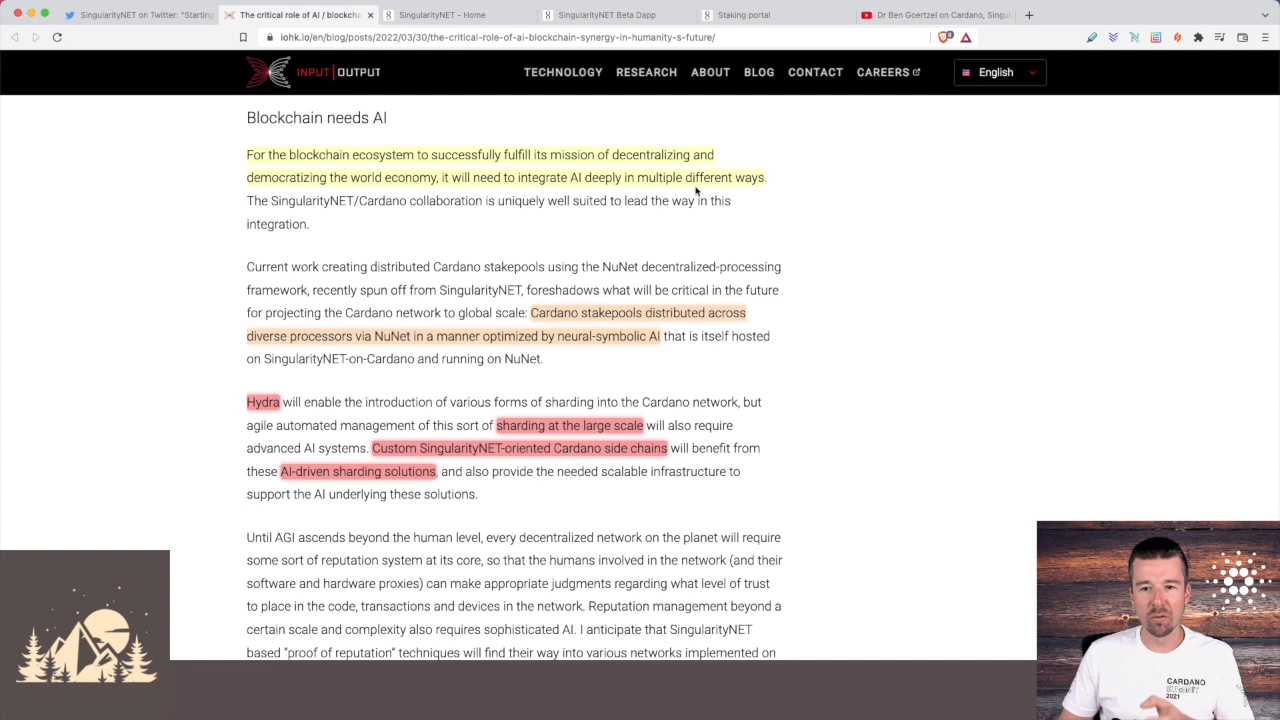 SingularityNET on Twitter: "Starting
The critical role of AI / blockcha
SingularityNET - Home
SingularityNET Beta Dapp
Staking portal
Dr Ben Goertzel on Cardano, Singul
iohk.io/en/blog/posts/2022/03/30/the-critical-role-of-ai-blockchain-synergy-in-humanity-s-future/
INPUT | OUTPUT
TECHNOLOGY RESEARCH ABOUT BLOG CONTACT CAREERS
English
Blockchain needs AI
For the blockchain ecosystem to successfully fulfill its mission of decentralizing and
democratizing the world economy, it will need to integrate AI deeply in multiple different ways.
The SingularityNET/Cardano collaboration is uniquely well suited to lead the way in this
integration.
Current work creating distributed Cardano stakepools using the NuNet decentralized-processing
framework, recently spun off from SingularityNET, foreshadows what will be critical in the future
for projecting the Cardano network to global scale: Cardano stakepools distributed across
diverse processors via NuNet in a manner optimized by neural-symbolic AI that is itself hosted
on SingularityNET-on-Cardano and running on NuNet.
Hydra will enable the introduction of various forms of sharding into the Cardano network, but
agile automated management of this sort of sharding at the large scale will also require
advanced AI systems. Custom SingularityNET-oriented Cardano side chains will benefit from
these AI-driven sharding solutions, and also provide the needed scalable infrastructure to
support the AI underlying these solutions.
Until AGI ascends beyond the human level, every decentralized network on the planet will require
some sort of reputation system at its core, so that the humans involved in the network (and their
software and hardware proxies) can make appropriate judgments regarding what level of trust
to place in the code, transactions and devices in the network. Reputation management beyond a
certain scale and complexity also requires sophisticated AI. I anticipate that SingularityNET
based "proof of reputation" techniques will find their way into various networks implemented on
CARDANO
SUMMIT
2021